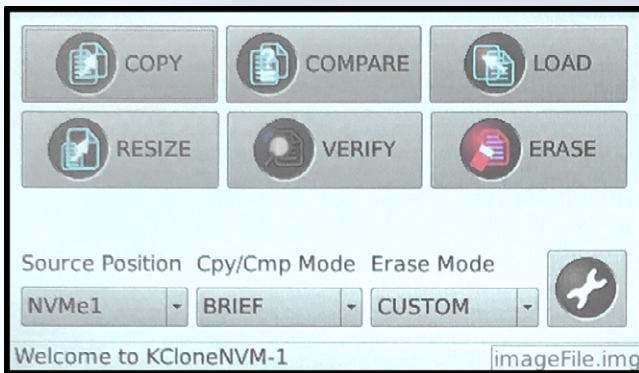 COPY COMPARE LOAD
RESIZE VERIFY ERASE
Source Position Cpy/Cmp Mode Erase Mode
NVMe1 BRIEF CUSTOM
Welcome to KCloneNVM-1 imageFile.img